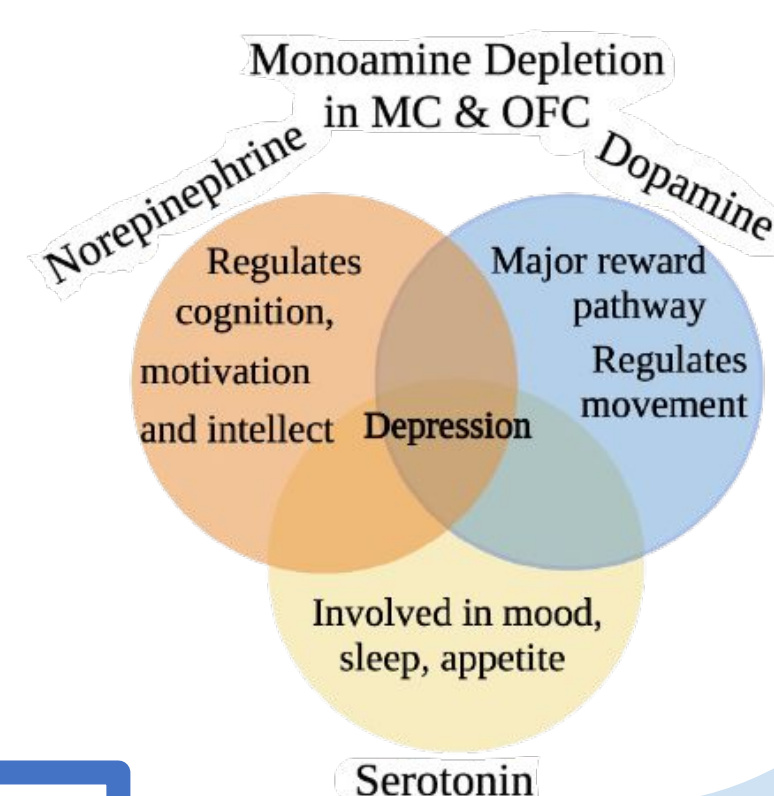 Monoamine Depletion
in MC & OFC
Norepinephrine
Dopamine
Regulates
cognition,
motivation
and intellect
Major reward
pathway
Regulates
movement
Depression
Involved in mood,
sleep, appetite
Serotonin